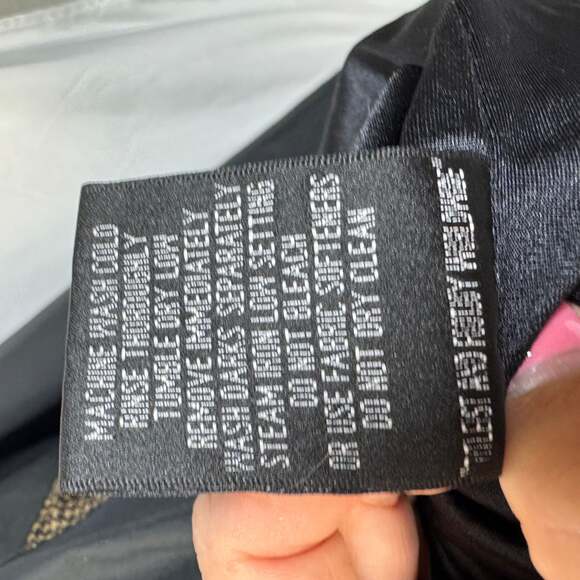 MACHINE WASH COLD
RINSE THOROUGHLY
TUMBLE DRY LOW
REMOVE IMMEDIATELY
WASH DARKS SEPARATELY
STEAM IRON LOW SETTING
DO NOT BLEACH
OR USE FABRIC SOFTENERS
DO NOT DRY CLEAN